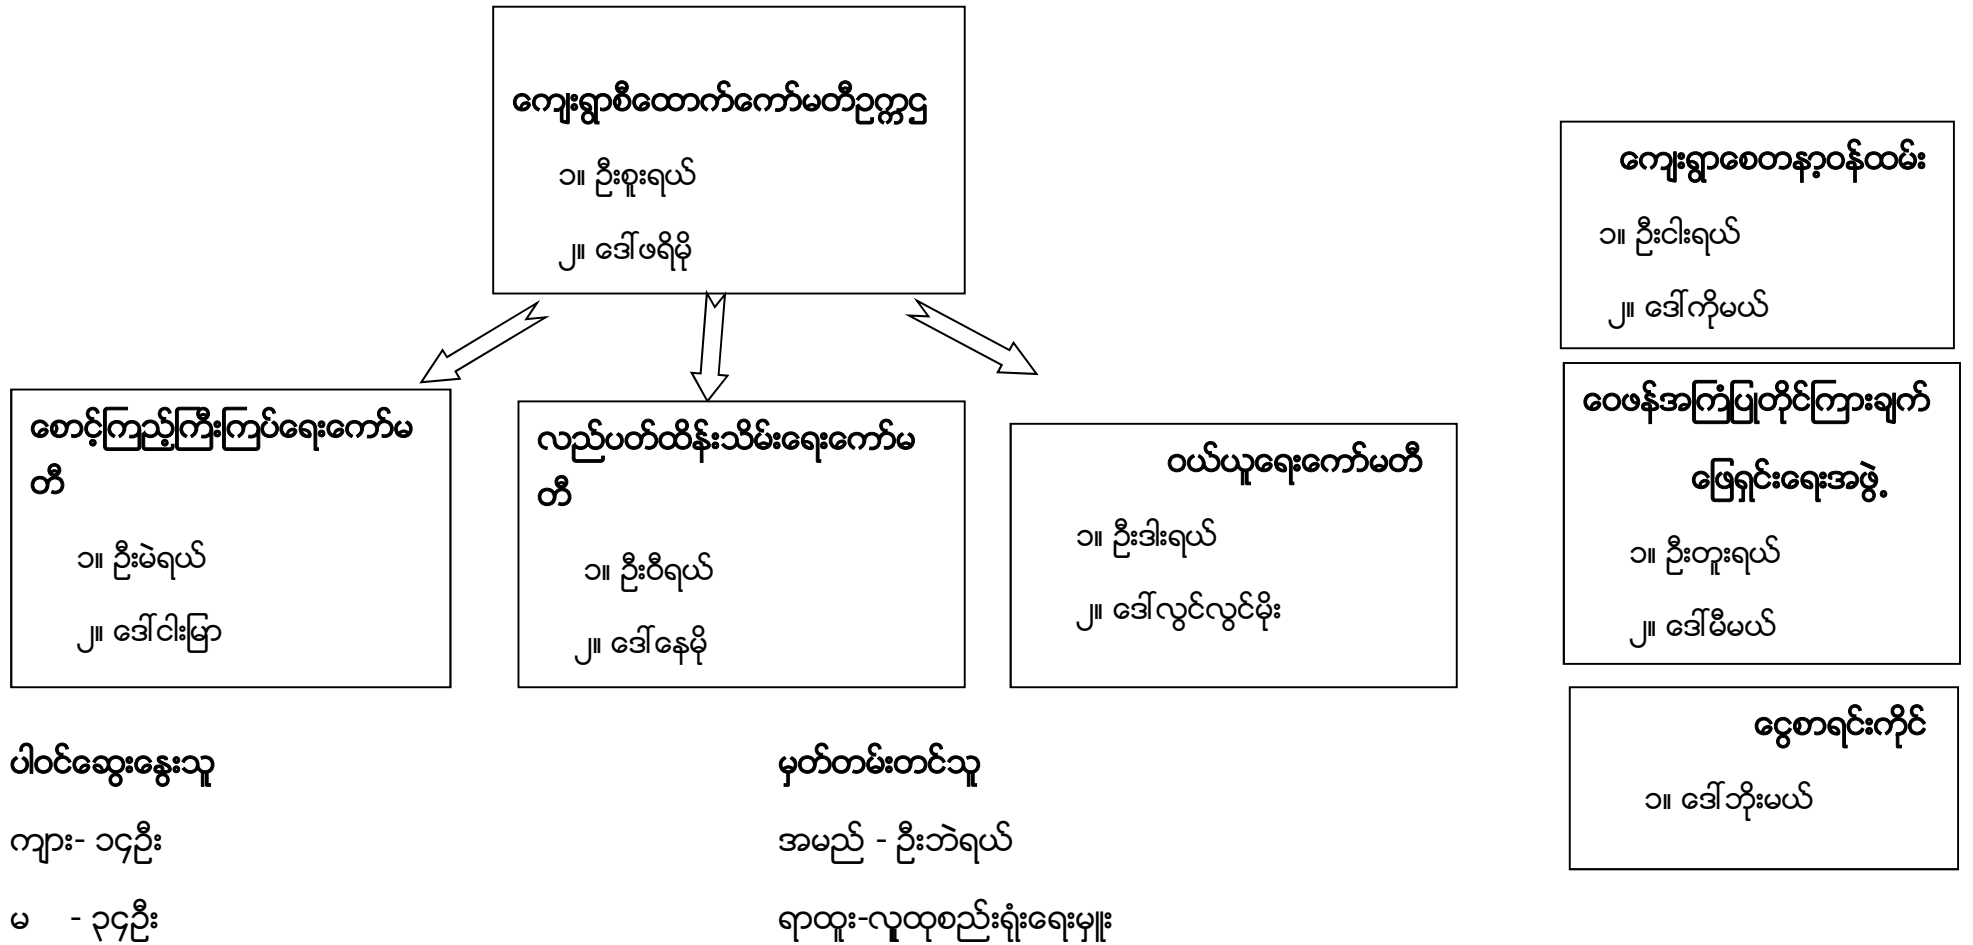 ကျေးရွာစီထောက်ကော်မတီဥက္ကဌ
၁။ ဦးစူးရယ်
၂။ ဒေါ်ဖရိမို
ကျေးရွာစေတနာ့ဝန်ထမ်း
၁။ ဦးငါးရယ်
၂။ ဒေါ်ကိုမယ်
စောင့်ကြည့်ကြီးကြပ်ရေးကော်မ
တီ
၁။ ဦးမဲရယ်
၂။ ဒေါ်ငါးမြာ
လည်ပတ်ထိန်းသိမ်းရေးကော်မ
တီ
၁။ ဦးဝီရယ်
၂။ ဒေါ်နေမို
ဝယ်ယူရေးကော်မတီ
၁။ ဦးဒါးရယ်
၂။ ဒေါ်လွင်လွင်မိုး
ဝေဖန်အကြံပြုတိုင်ကြားချက်
ဖြေရှင်းရေးအဖွဲ့
၁။ ဦးတူးရယ်
၂။ ဒေါ်မီမယ်
ငွေစာရင်းကိုင်
၁။ ဒေါ်ဘိုးမယ်
ပါဝင်ဆွေးနွေးသူ
ကျား- ၁၄ဦး
မ - ၃၄ဦး
မှတ်တမ်းတင်သူ
အမည် - ဦးဘဲရယ်
ရာထူး-လူထုစည်းရုံးရေးမှူး